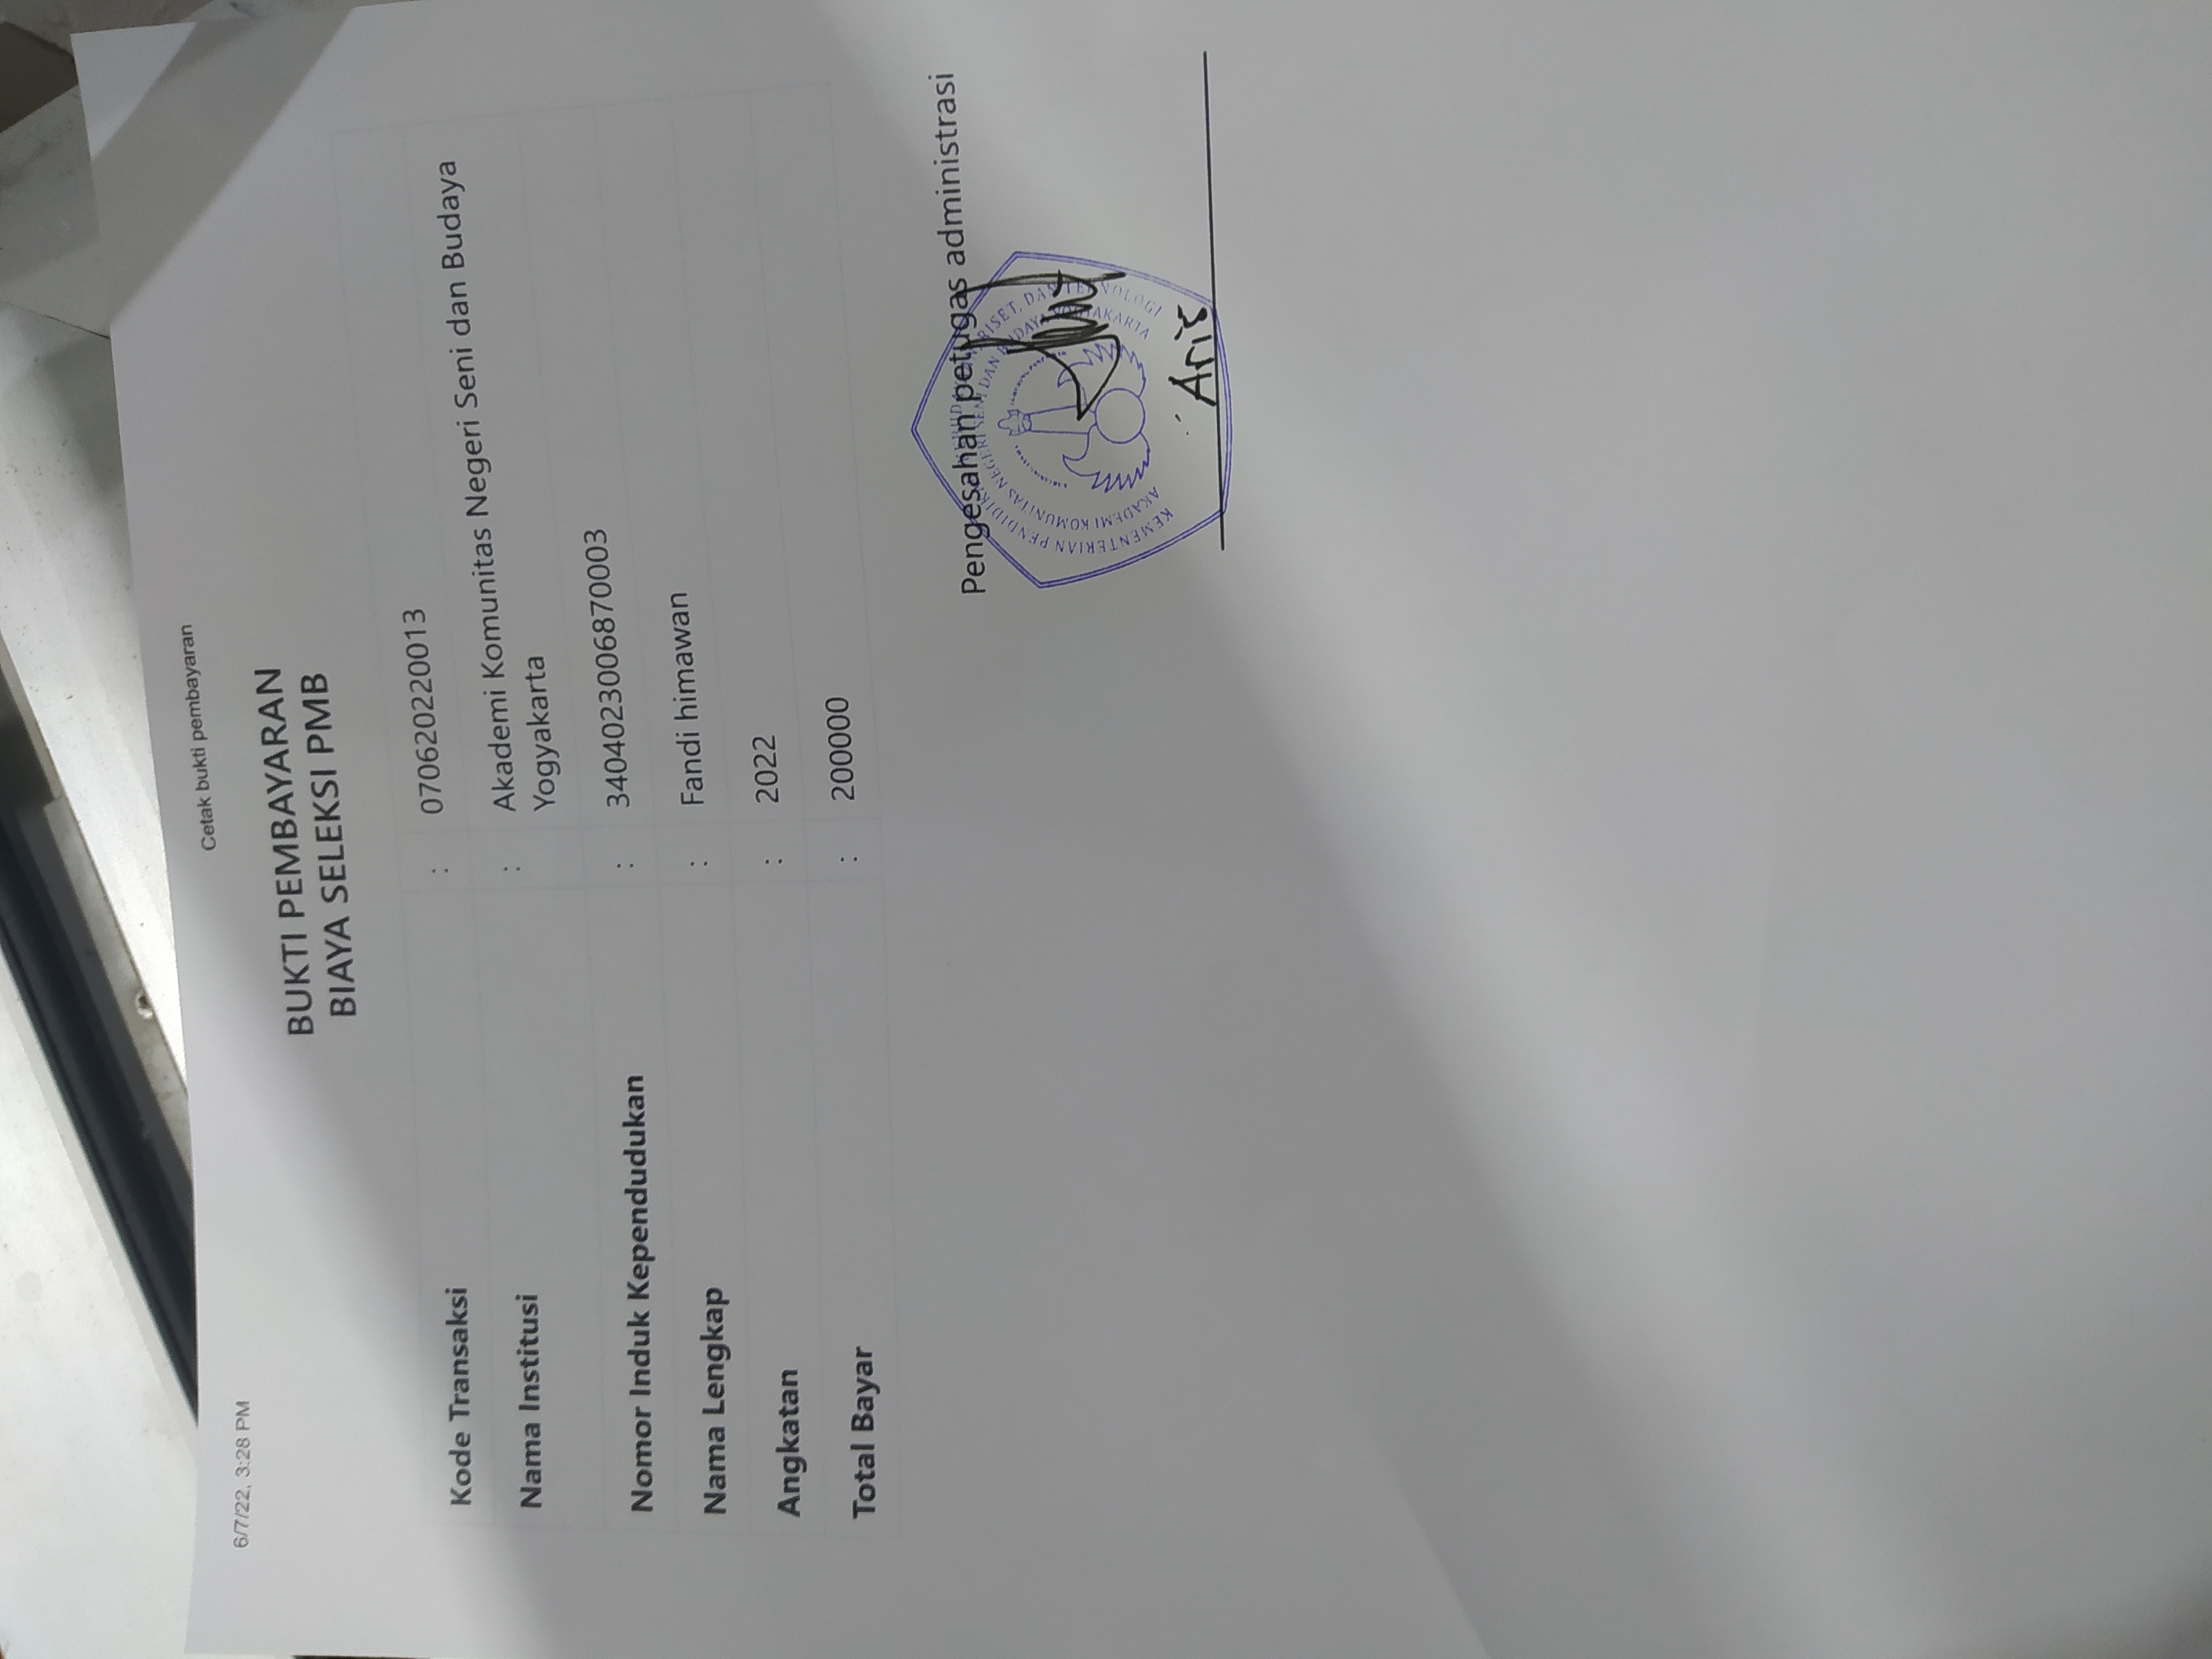 Cetak bukti pembayaran
6/7/22, 3:28 PM
BUKTI PEMBAYARAN
BIAYA SELEKSI PMB
Kode Transaksi : 070620220013
Nama Institusi : Akademi Komunitas Negeri Seni dan Budaya
Yogyakarta
Nomor Induk Kependudukan : 3404023006870003
Nama Lengkap : Fandi himawan
Angkatan : 2022
Total Bayar : 200000
Pengesahan petugas administrasi
KEMENTERIAN PENDIDIKAN, KEBUDAYAAN, RISET, DAN TEKNOLOGI
AKADEMI KOMUNITAS NEGERI SENI DAN BUDAYA YOGYAKARTA
Aris